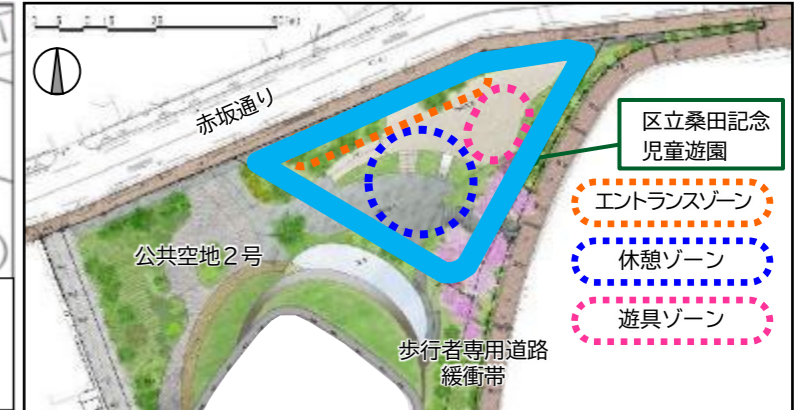 赤坂通り
区立桑田記念
児童遊園
エントランスゾーン
公共空地2号
休憩ゾーン
遊具ゾーン
歩行者専用道路
緩衝帯